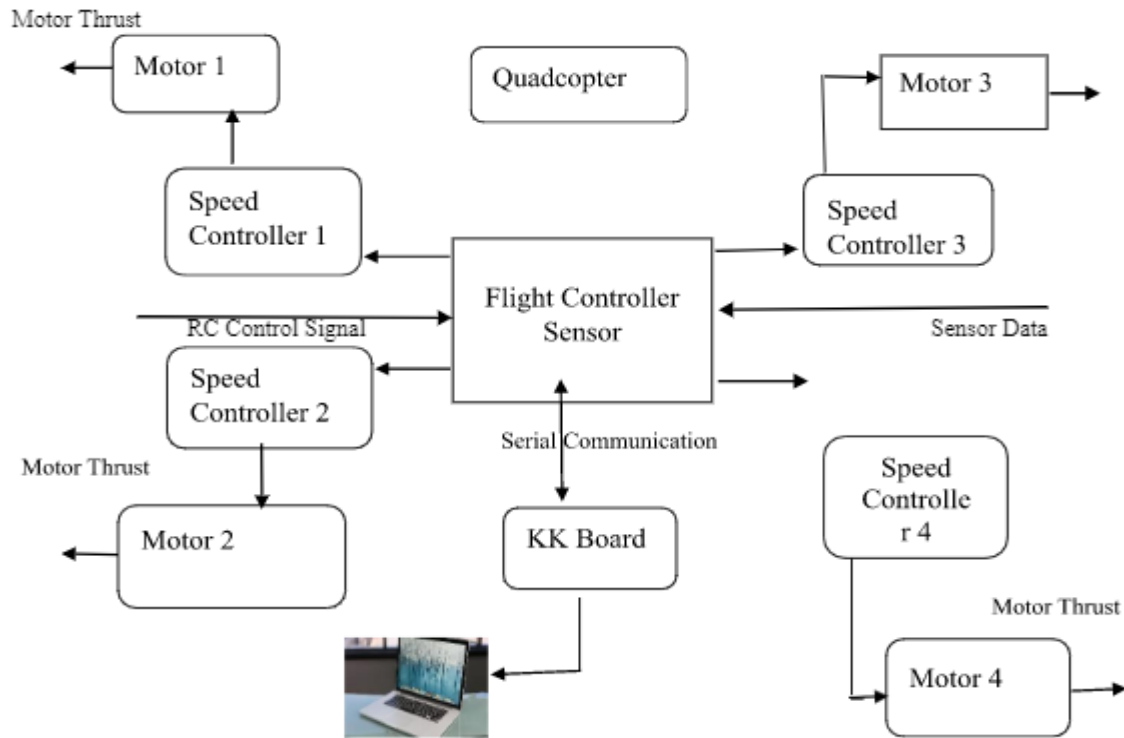 Motor Thrust
Motor 1
Quadcopter
Motor 3
Speed
Controller 1
Speed
Controller 3
Flight Controller
Sensor
RC Control Signal
Sensor Data
Speed
Controller 2
Serial Communication
Motor Thrust
Speed
Controlle
r 4
Motor 2
KK Board
Motor Thrust
Motor 4